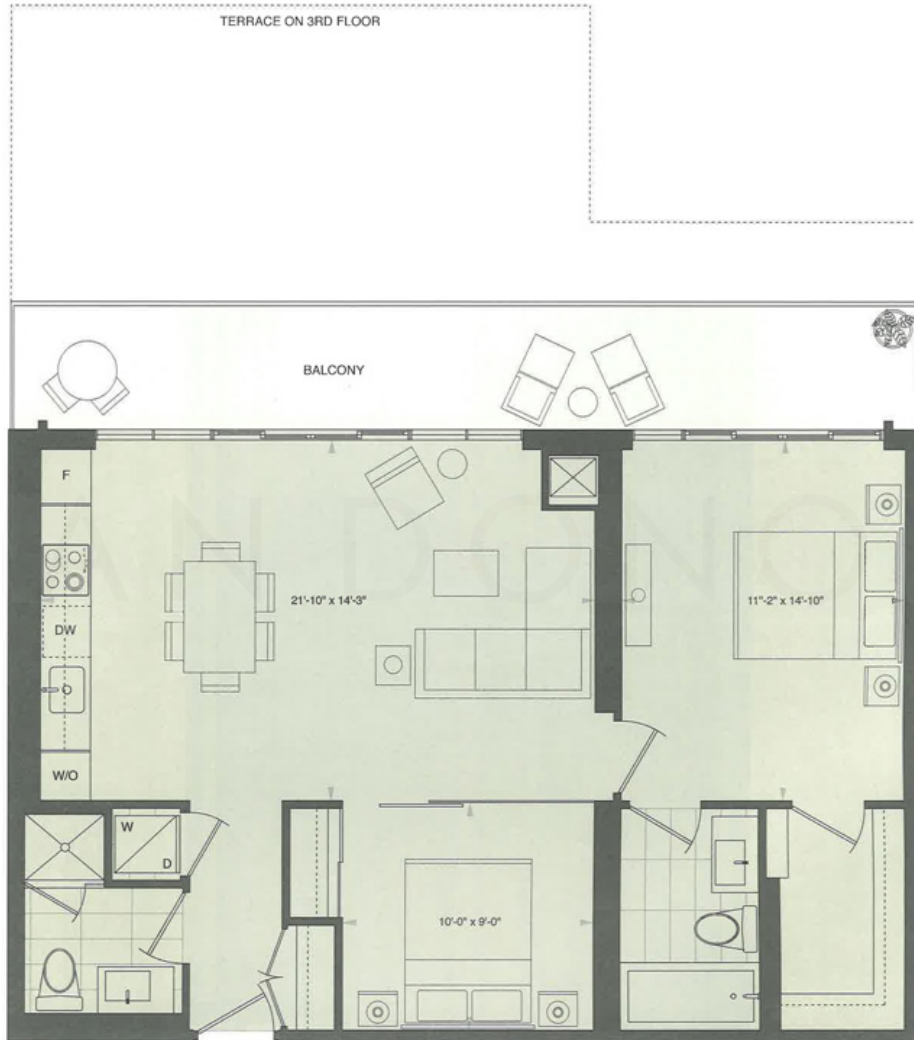 TERRACE ON 3RD FLOOR
BALCONY
F
21'-10" x 14'-3"
11"-2" x 14'-10"
DW
W/O
W
D
10'-0" x 9'-0"